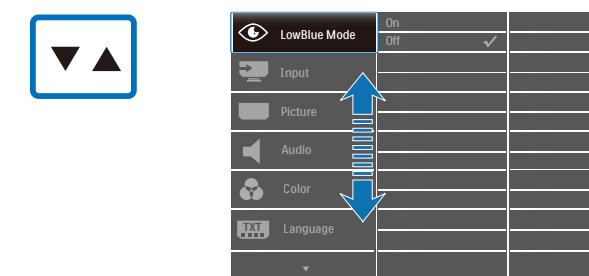 LowBlue Mode
On
Off
Input
Picture
Audio
Color
TXT
Language